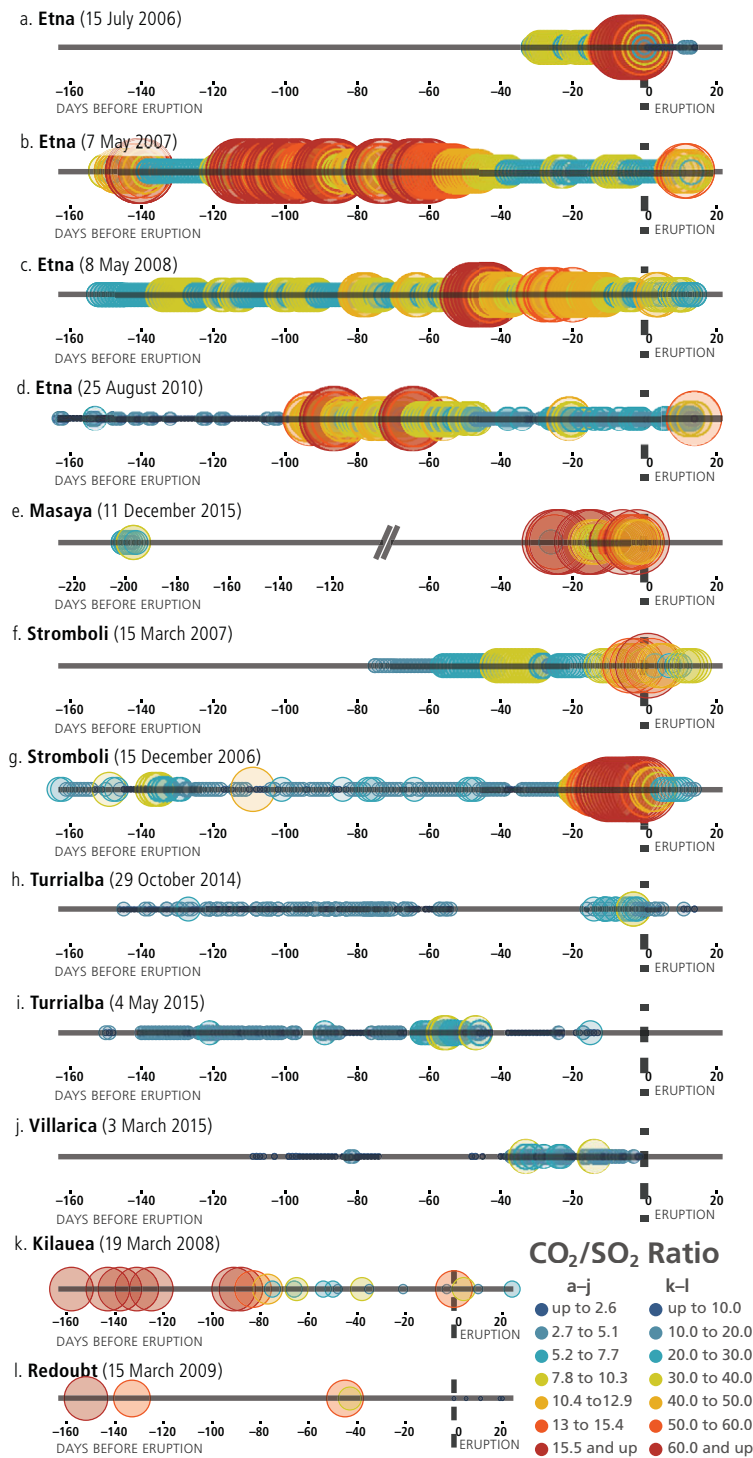 a. Etna (15 July 2006)
−160 −140 −120 −100 −80 −60 −40 −20 0 20
DAYS BEFORE ERUPTION ERUPTION
b. Etna (7 May 2007)
−160 −140 −120 −100 −80 −60 −40 −20 0 20
DAYS BEFORE ERUPTION ERUPTION
c. Etna (8 May 2008)
−160 −140 −120 −100 −80 −60 −40 −20 0 20
DAYS BEFORE ERUPTION ERUPTION
d. Etna (25 August 2010)
−160 −140 −120 −100 −80 −60 −40 −20 0 20
DAYS BEFORE ERUPTION ERUPTION
e. Masaya (11 December 2015)
−220 −200 −180 −160 −140 −120 −60 −40 −20 0 20
DAYS BEFORE ERUPTION ERUPTION
f. Stromboli (15 March 2007)
−160 −140 −120 −100 −80 −60 −40 −20 0 20
DAYS BEFORE ERUPTION ERUPTION
g. Stromboli (15 December 2006)
−160 −140 −120 −100 −80 −60 −40 −20 0 20
DAYS BEFORE ERUPTION ERUPTION
h. Turrialba (29 October 2014)
−160 −140 −120 −100 −80 −60 −40 −20 0 20
DAYS BEFORE ERUPTION ERUPTION
i. Turrialba (4 May 2015)
−160 −140 −120 −100 −80 −60 −40 −20 0 20
DAYS BEFORE ERUPTION ERUPTION
j. Villarica (3 March 2015)
−160 −140 −120 −100 −80 −60 −40 −20 0 20
DAYS BEFORE ERUPTION ERUPTION
k. Kilauea (19 March 2008)
−160 −140 −120 −100 −80 −60 −40 −20 0 20
DAYS BEFORE ERUPTION ERUPTION
l. Redoubt (15 March 2009)
−160 −140 −120 −100 −80 −60 −40 −20 0 20
DAYS BEFORE ERUPTION ERUPTION
CO₂/SO₂ Ratio
a–j k–l
up to 2.6 up to 10.0
2.7 to 5.1 10.0 to 20.0
5.2 to 7.7 20.0 to 30.0
7.8 to 10.3 30.0 to 40.0
10.4 to12.9 40.0 to 50.0
13 to 15.4 50.0 to 60.0
15.5 and up 60.0 and up